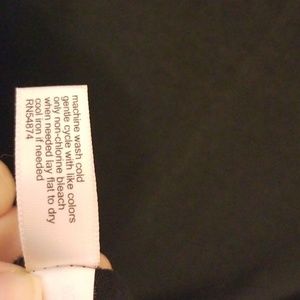 machine wash cold
gentle cycle with like colors
only non-chlorine bleach
when needed lay flat to dry
cool iron if needed
RN54874